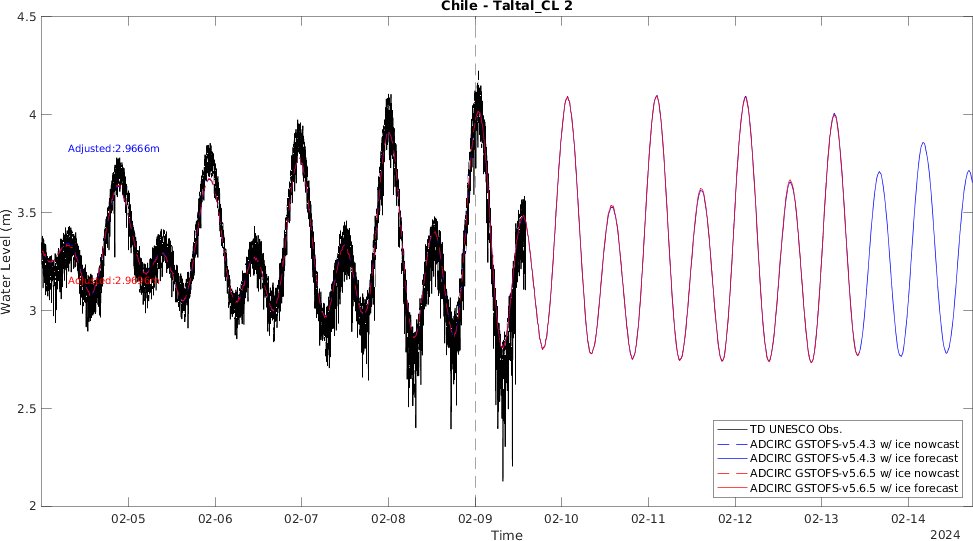 Chile - Taltal_CL 2
4.5
4
3.5
3
2.5
2
Water Level (m)
Adjusted:2.9666m
TD UNESCO Obs.
ADCIRC GSTOFS-v5.4.3 w/ ice nowcast
ADCIRC GSTOFS-v5.4.3 w/ ice forecast
ADCIRC GSTOFS-v5.6.5 w/ ice nowcast
ADCIRC GSTOFS-v5.6.5 w/ ice forecast
02-05 02-06 02-07 02-08 02-09 02-10 02-11 02-12 02-13 02-14
Time
2024